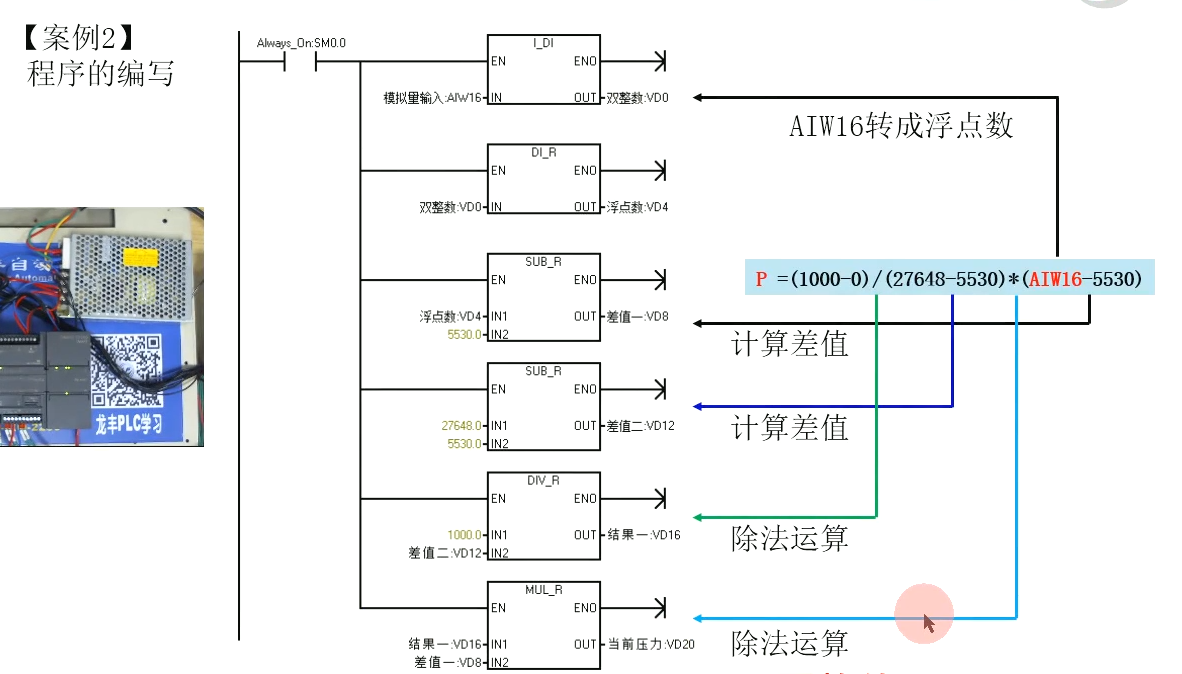 【案例2】
程序的编写
Always_On:SM0.0
I_DI
EN ENO
模拟量输入:AIW16 IN OUT 双整数:VD0
AIW16转成浮点数
DI_R
EN ENO
双整数:VD0 IN OUT 浮点数:VD4
SUB_R
EN ENO
P =(1000-0)/(27648-5530)*(AIW16-5530)
浮点数:VD4 IN1 OUT 差值一:VD8
5530.0 IN2
计算差值
SUB_R
EN ENO
27648.0 IN1 OUT 差值二:VD12
5530.0 IN2
计算差值
DIV_R
EN ENO
1000.0 IN1 OUT 结果一:VD16
差值二:VD12 IN2
除法运算
MUL_R
EN ENO
结果一:VD16 IN1 OUT 当前压力:VD20
差值一:VD8 IN2
除法运算
自动
Automat
龙丰PLC学习